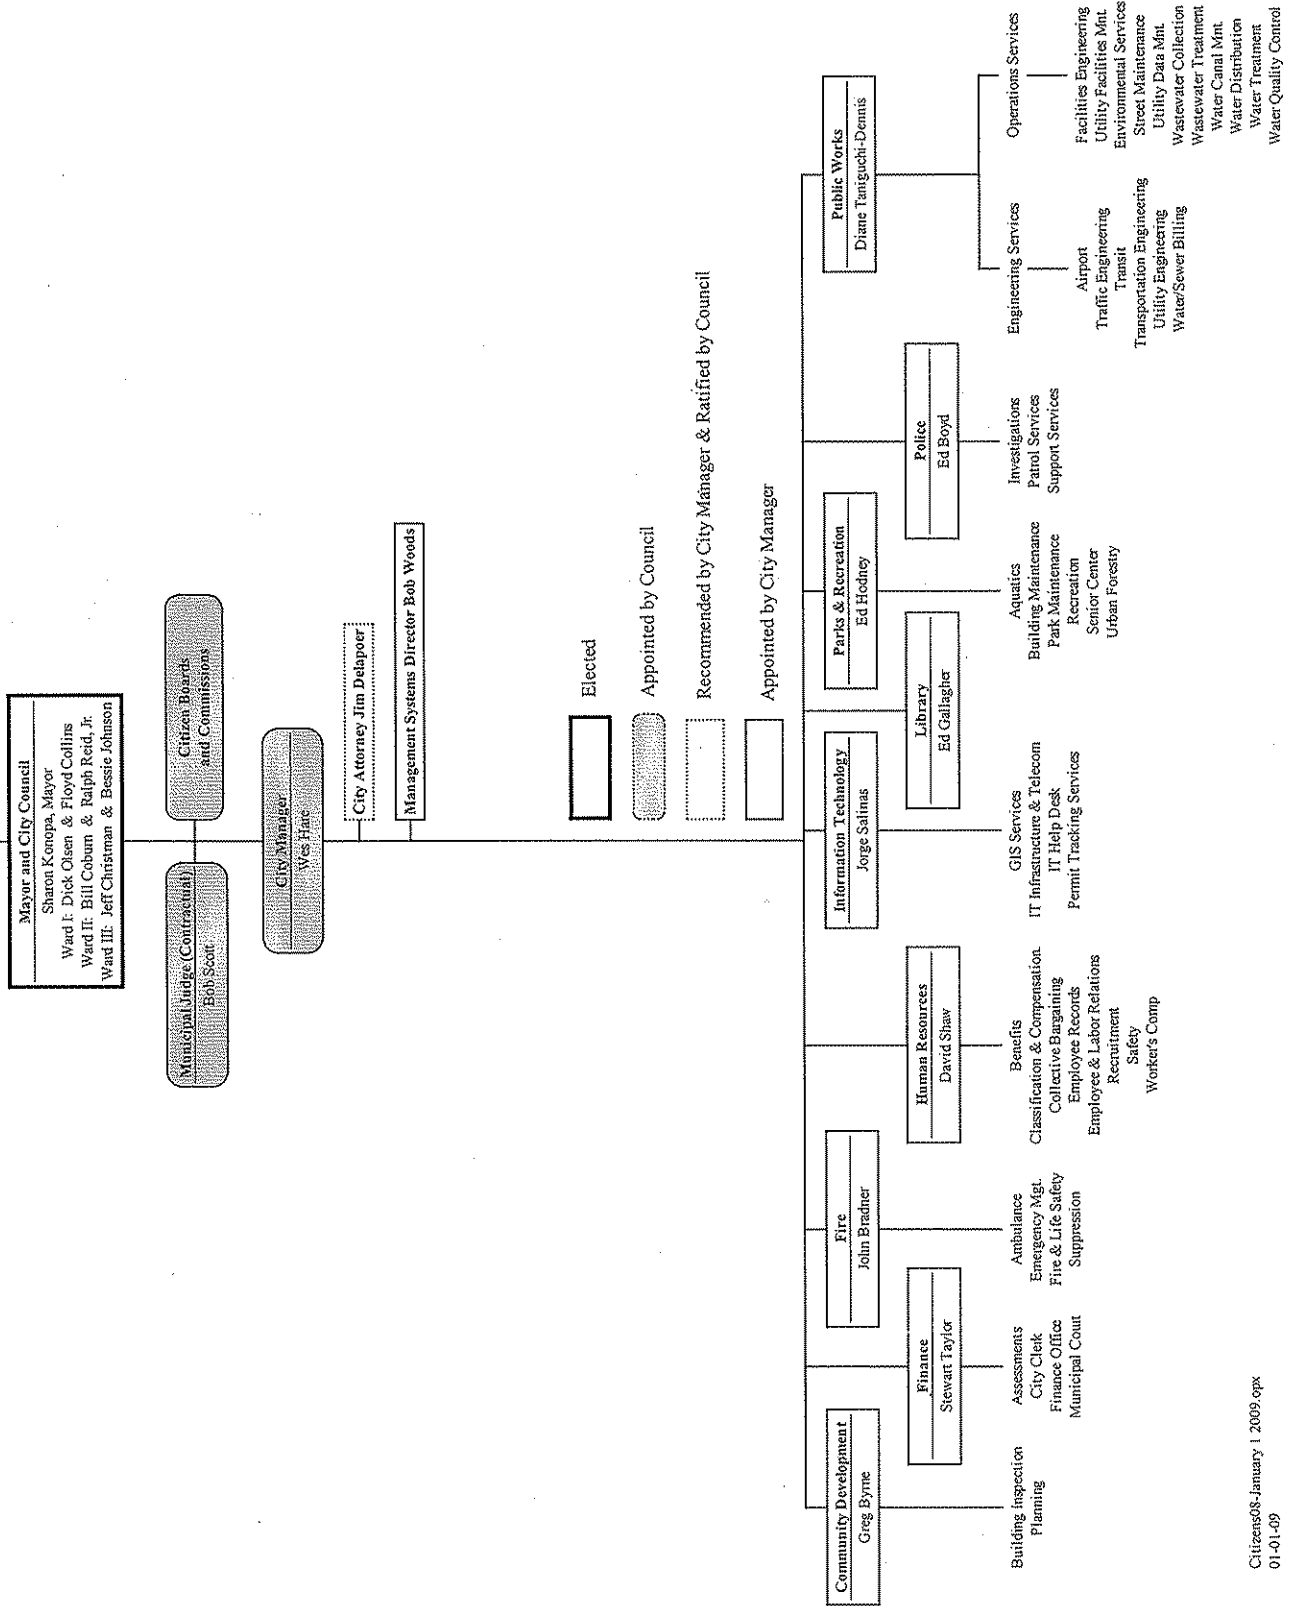 Mayor and City Council
Sharon Konopa, Mayor
Ward I: Dick Olsen & Floyd Collins
Ward II: Bill Coburn & Ralph Reid, Jr.
Ward III: Jeff Christman & Bessie Johnson
Municipal Judge (Contractual)
Bob Scott
Citizen Boards
and Commissions
City Manager
Wes Hare
City Attorney Jim Delapoer
Management Systems Director Bob Woods
Elected
Appointed by Council
Recommended by City Manager & Ratified by Council
Appointed by City Manager
Community Development
Greg Byrne
Building Inspection
Planning
Finance
Stewart Taylor
Assessments
City Clerk
Finance Office
Municipal Court
Fire
John Bradner
Ambulance
Emergency Mgt.
Fire & Life Safety
Suppression
Human Resources
David Shaw
Benefits
Classification & Compensation
Collective Bargaining
Employee Records
Employee & Labor Relations
Recruitment
Safety
Worker's Comp
Information Technology
Jorge Salinas
GIS Services
IT Infrastructure & Telecom
IT Help Desk
Permit Tracking Services
Library
Ed Gallagher
Parks & Recreation
Ed Hodney
Aquatics
Building Maintenance
Park Maintenance
Recreation
Senior Center
Urban Forestry
Police
Ed Boyd
Investigations
Patrol Services
Support Services
Public Works
Diane Taniguchi-Dennis
Engineering Services
Airport
Traffic Engineering
Transit
Transportation Engineering
Utility Engineering
Water/Sewer Billing
Operations Services
Facilities Engineering
Utility Facilities Mnt.
Environmental Services
Street Maintenance
Utility Data Mnt.
Wastewater Collection
Wastewater Treatment
Water Canal Mnt.
Water Distribution
Water Treatment
Water Quality Control
Citizens08-January 1 2009.opx
01-01-09